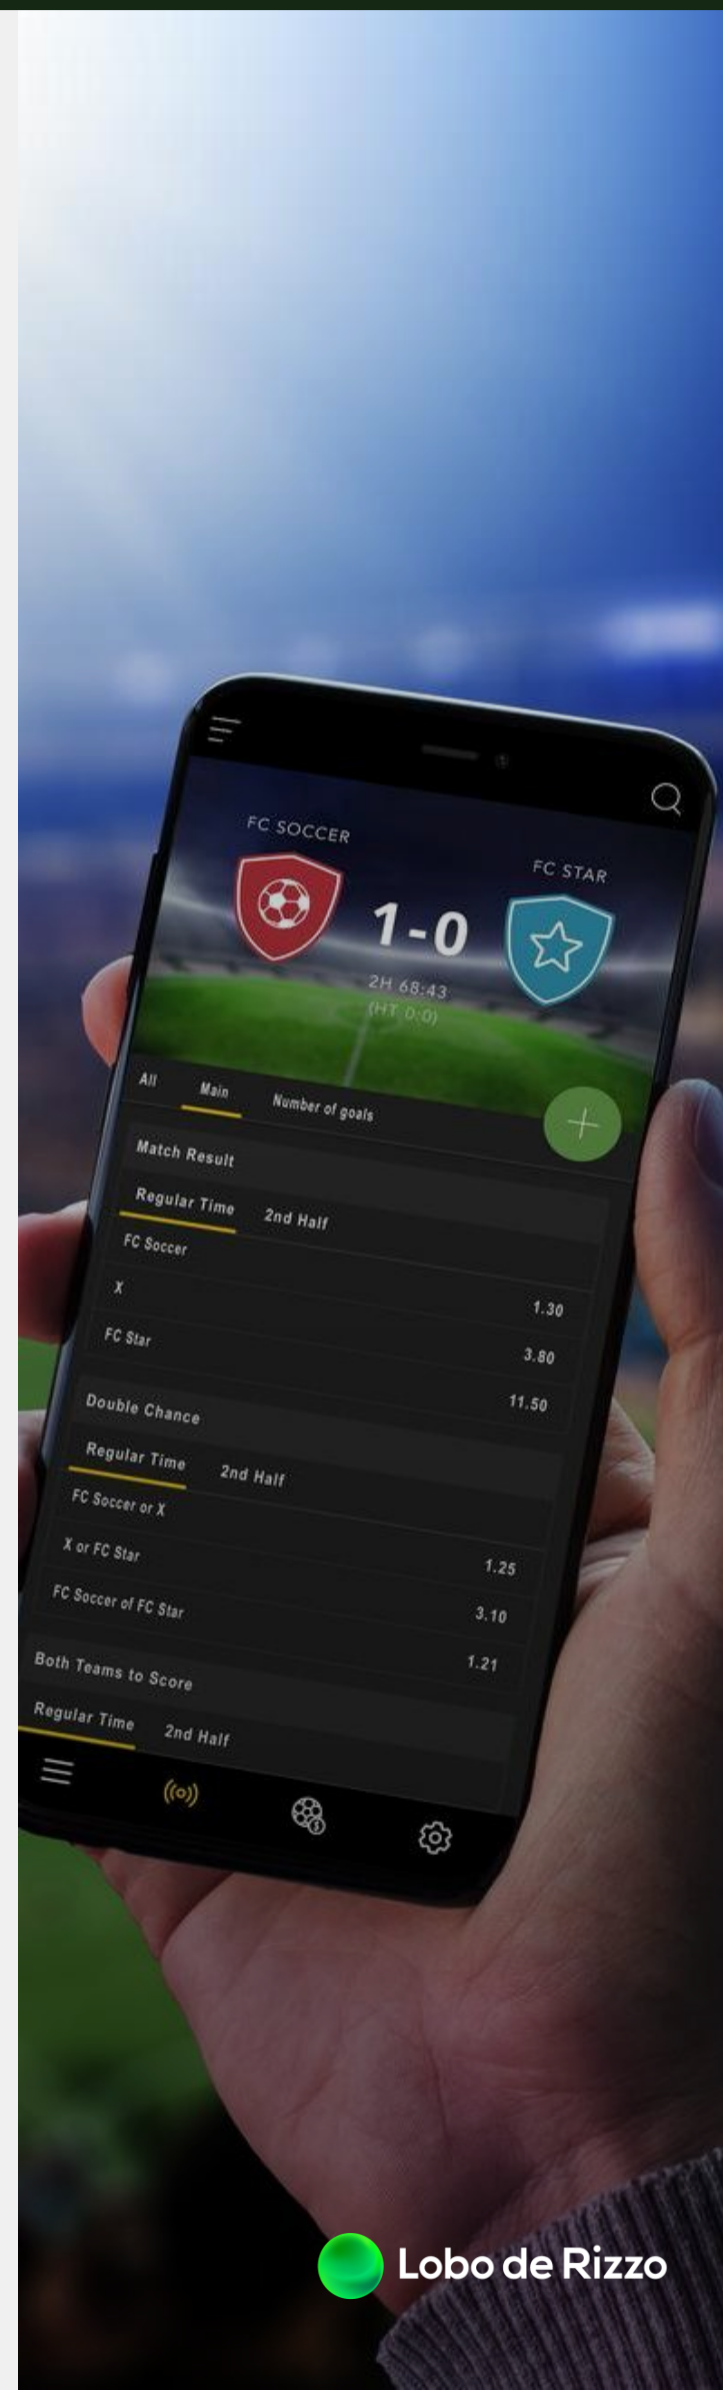 FC SOCCER
FC STAR
1-0
2H 68:43
(HT 0:0)
All Main Number of goals
Match Result
Regular Time 2nd Half
FC Soccer 1.30
X 3.80
FC Star 11.50
Double Chance
Regular Time 2nd Half
FC Soccer or X 1.25
X or FC Star 3.10
FC Soccer of FC Star 1.21
Both Teams to Score
Regular Time 2nd Half
Lobo de Rizzo